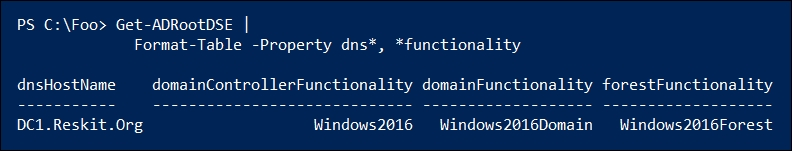 PS C:\Foo> Get-ADRootDSE |
Format-Table -Property dns*, *functionality
dnsHostName domainControllerFunctionality domainFunctionality forestFunctionality
----------- ----------------------------- ------------------- -------------------
DC1.Reskit.Org Windows2016 Windows2016Domain Windows2016Forest